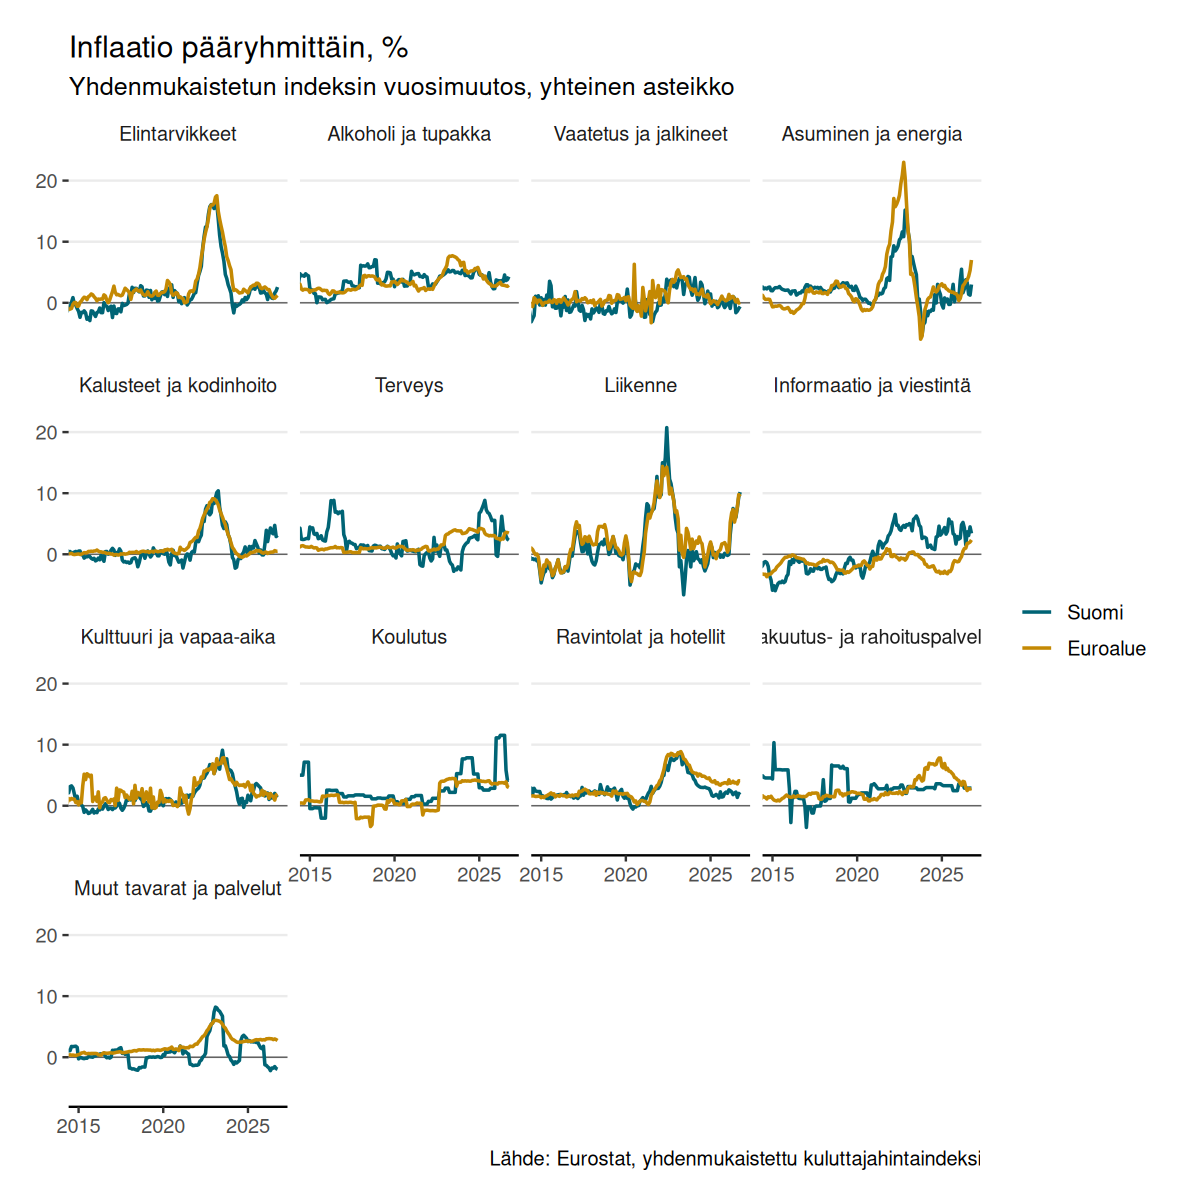 Inflaatio pääryhmittäin, %
Yhdenmukaistetun indeksin vuosimuutos, yhteinen asteikko
Elintarvikkeet
Alkoholi ja tupakka
Vaatetus ja jalkineet
Asuminen ja energia
20
10
0
Kalusteet ja kodinhoito
Terveys
Liikenne
Informaatio ja viestintä
20
10
0
Suomi
Euroalue
Kulttuuri ja vapaa-aika
Koulutus
Ravintolat ja hotellit
akuutus- ja rahoituspalvel
20
10
0
2015 2020 2025
2015 2020 2025
2015 2020 2025
Muut tavarat ja palvelut
20
10
0
2015 2020 2025
Lähde: Eurostat, yhdenmukaistettu kuluttajahintaindeksi